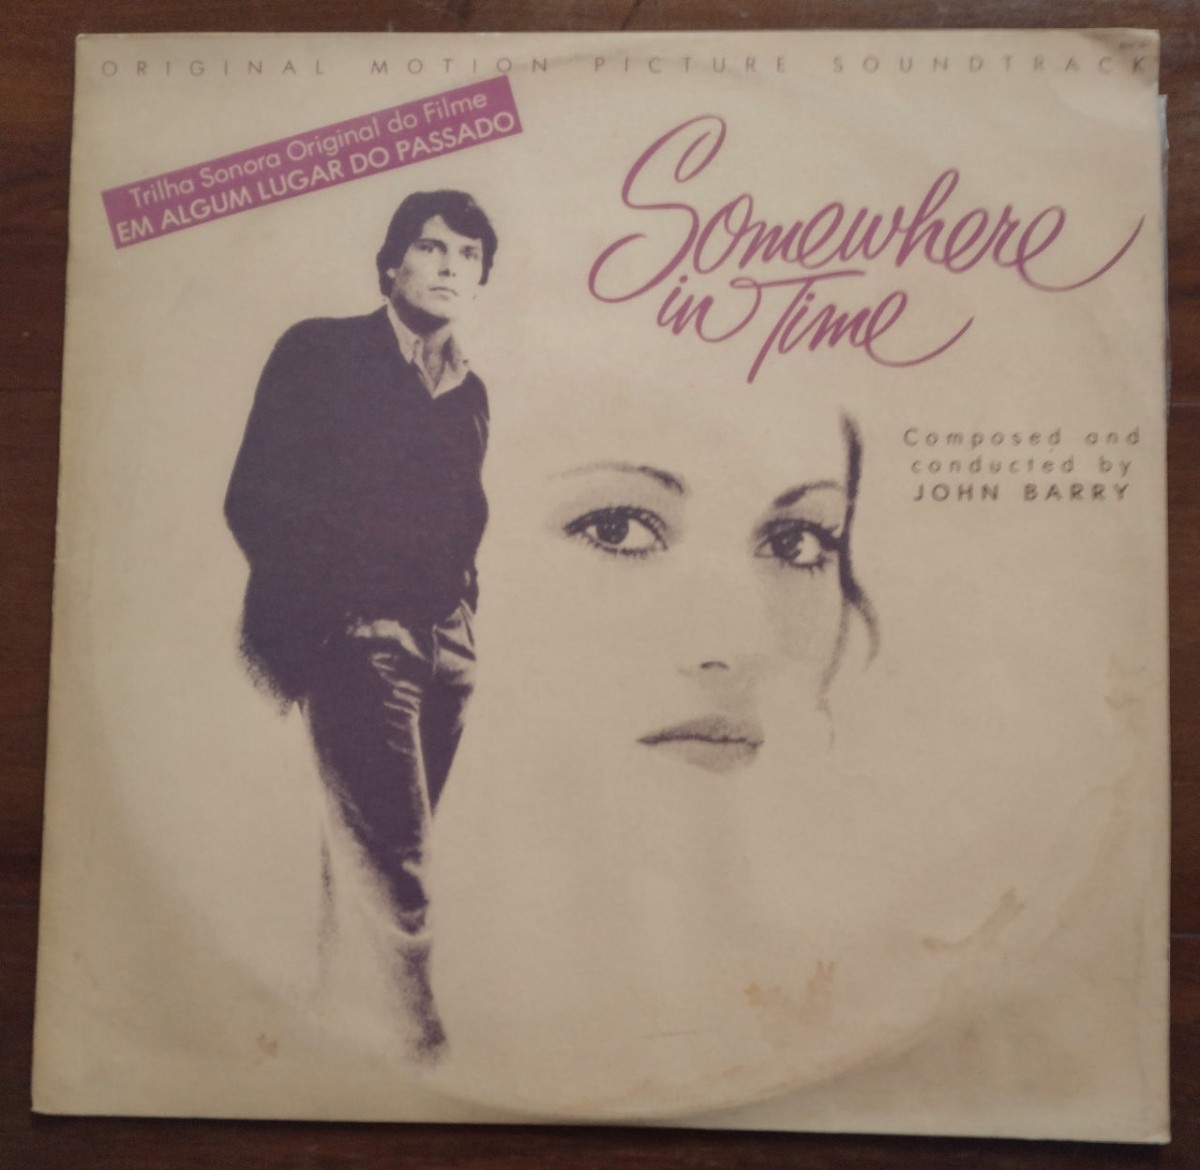 ORIGINAL MOTION PICTURE SOUNDTRACK
Trilha Sonora Original do Filme
EM ALGUM LUGAR DO PASSADO
Somewhere
in Time
Composed and
conducted by
JOHN BARRY